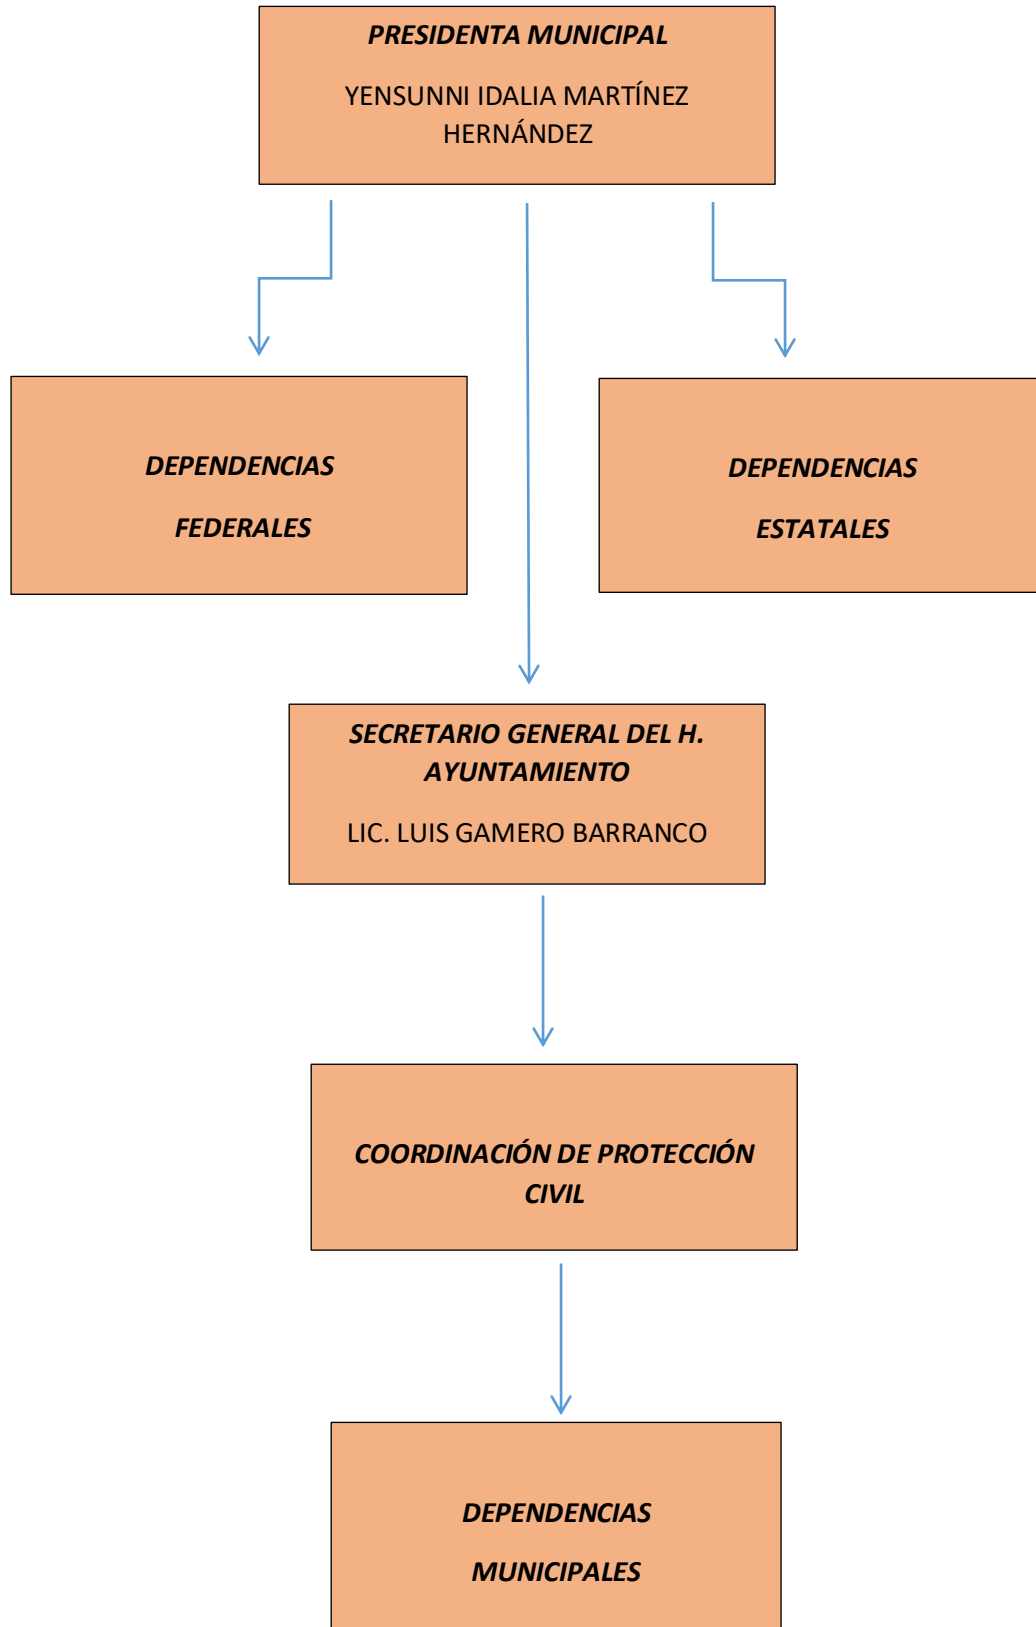 PRESIDENTA MUNICIPAL
YENSUNNI IDALIA MARTÍNEZ
HERNÁNDEZ
DEPENDENCIAS
FEDERALES
DEPENDENCIAS
ESTATALES
SECRETARIO GENERAL DEL H.
AYUNTAMIENTO
LIC. LUIS GAMERO BARRANCO
COORDINACIÓN DE PROTECCIÓN
CIVIL
DEPENDENCIAS
MUNICIPALES